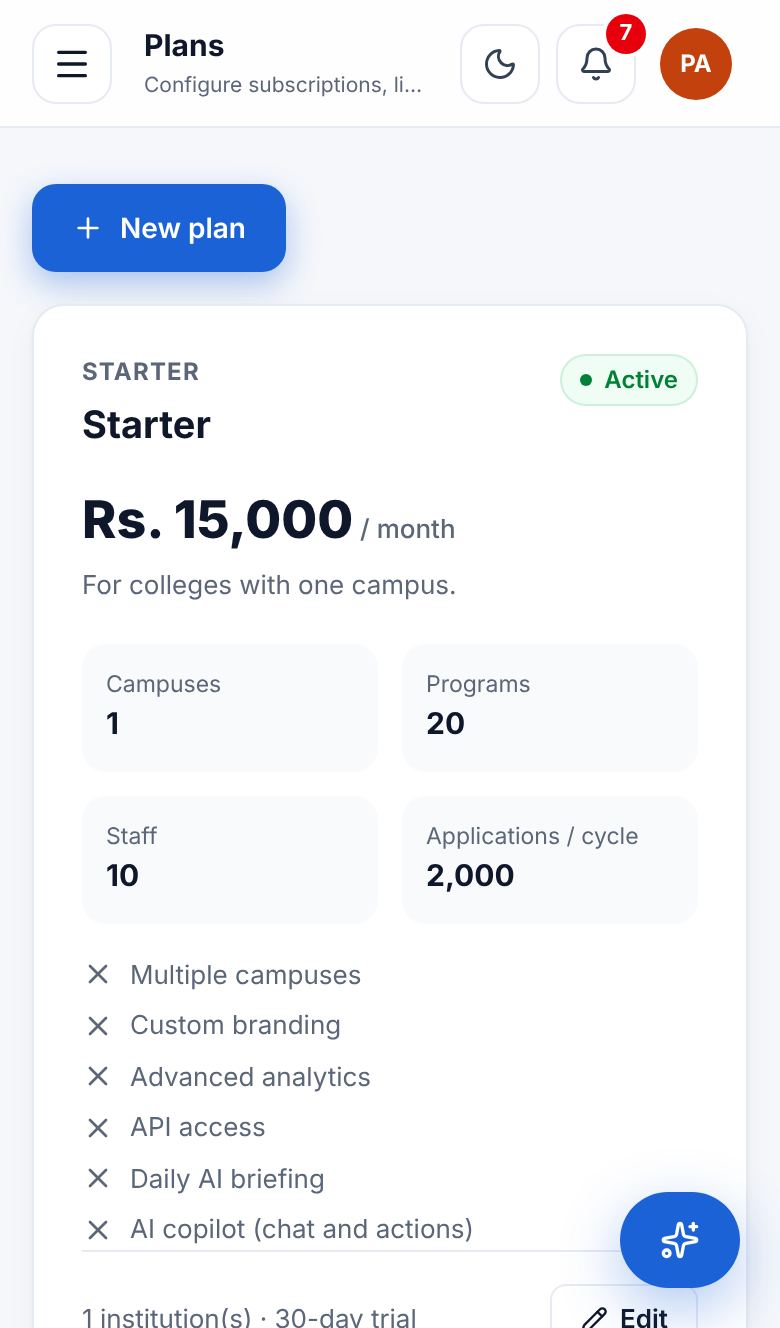 Plans
Configure subscriptions, li...
7
PA
New plan
STARTER
Active
Starter
Rs. 15,000 / month
For colleges with one campus.
Campuses
1
Programs
20
Staff
10
Applications / cycle
2,000
Multiple campuses
Custom branding
Advanced analytics
API access
Daily AI briefing
AI copilot (chat and actions)
1 institution(s) · 30-day trial
Edit